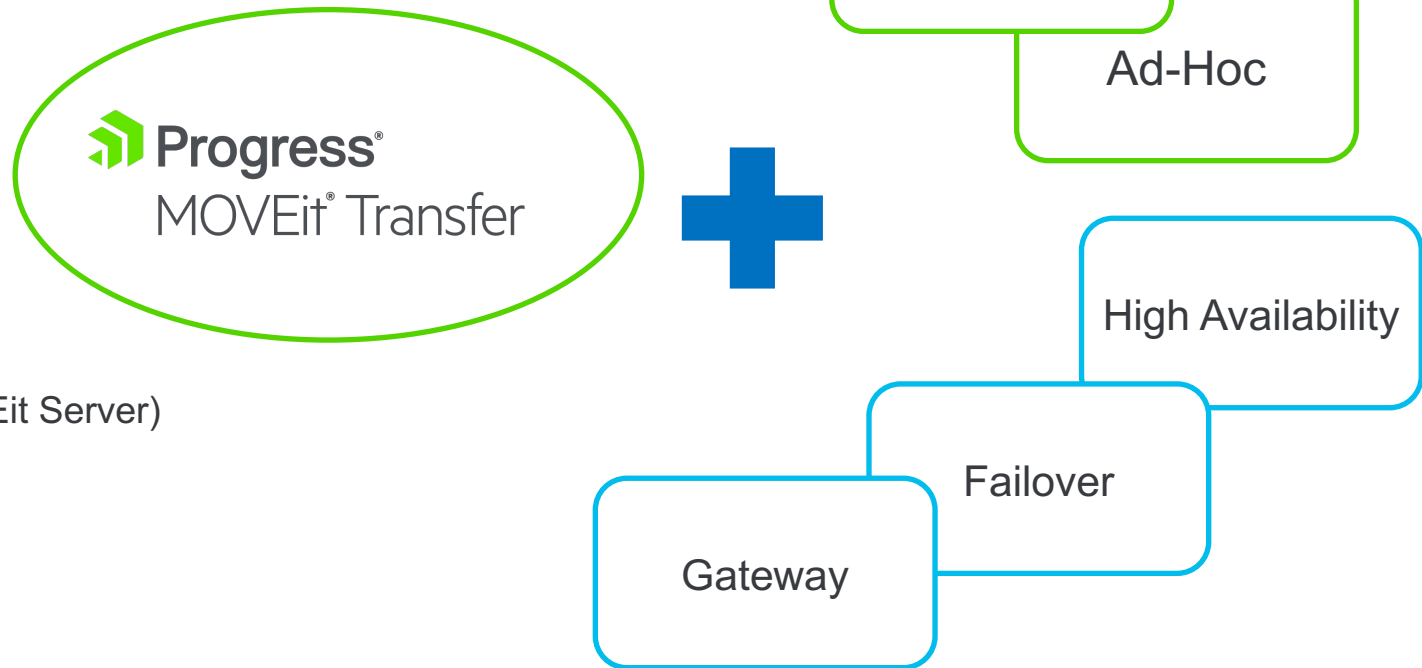 Ad-Hoc
Progress®
MOVEit® Transfer
High Availability
Eit Server)
Failover
Gateway